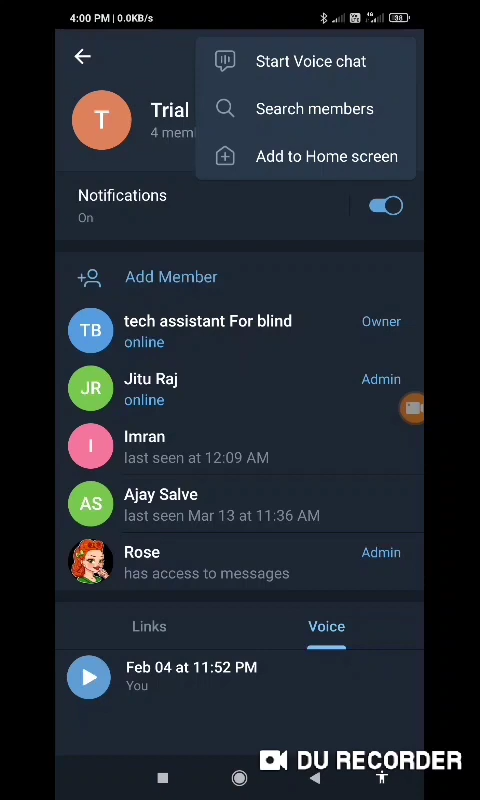 4:00 PM | 0.0KB/s
4G
38
Start Voice chat
T
Trial
Search members
4 mem
Add to Home screen
Notifications
On
Add Member
TB
tech assistant For blind
Owner
online
JR
Jitu Raj
Admin
online
I
Imran
last seen at 12:09 AM
AS
Ajay Salve
last seen Mar 13 at 11:36 AM
Rose
Admin
has access to messages
Links
Voice
Feb 04 at 11:52 PM
You
DU RECORDER